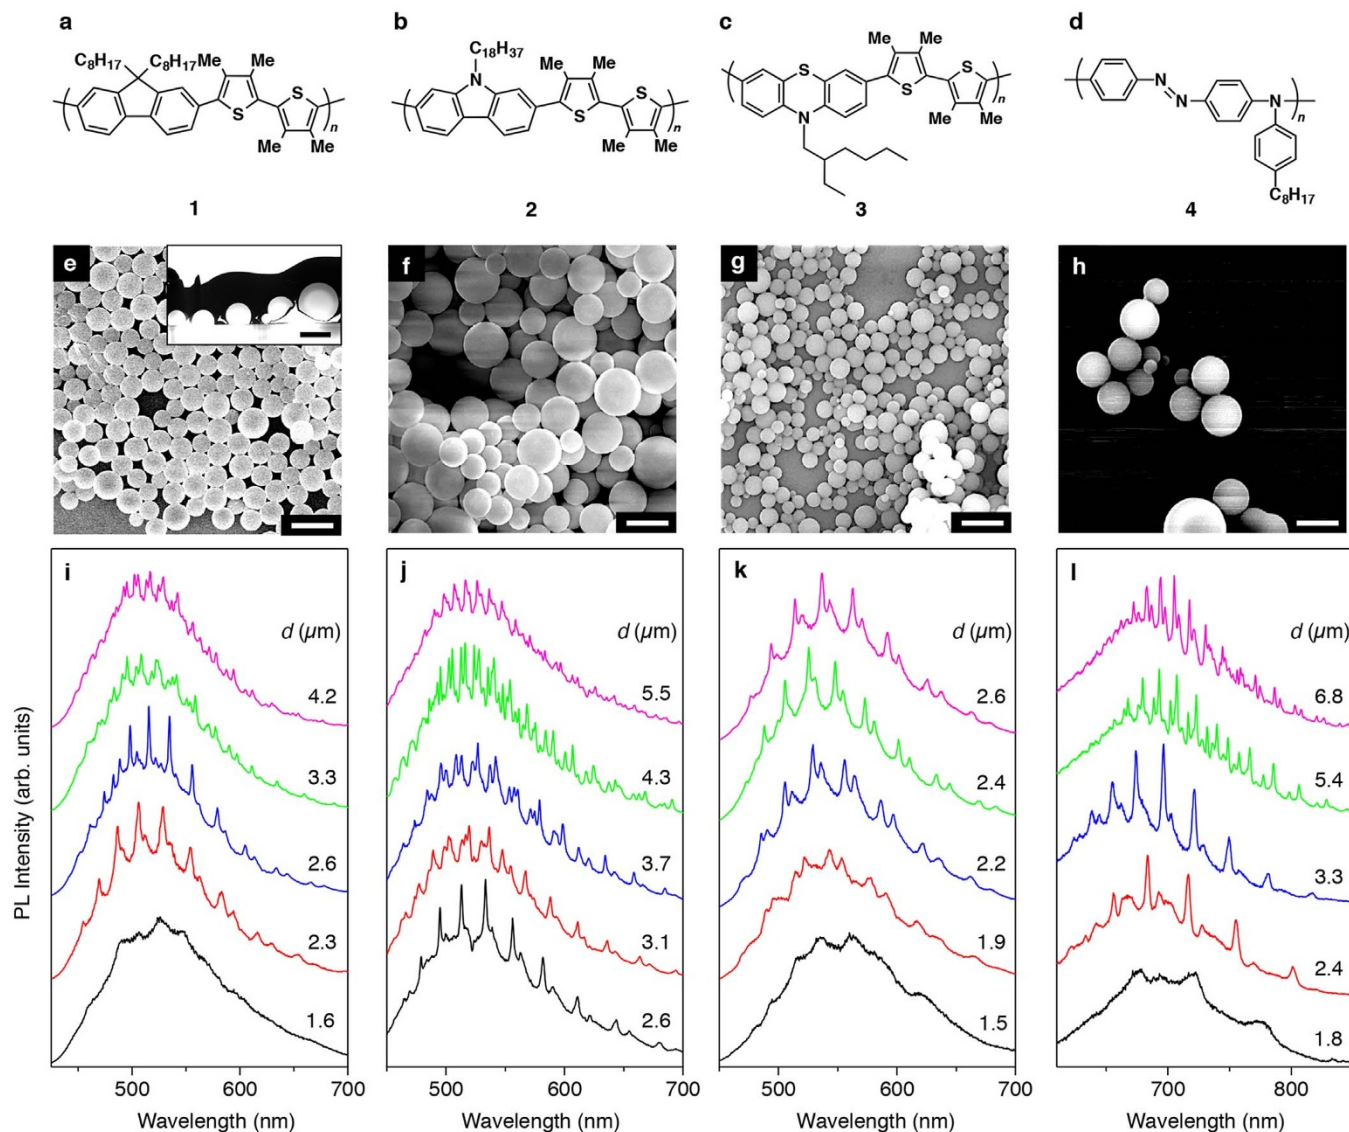 a
C8H17 C8H17 Me Me
S
S
Me Me
n
1
b
C18H37
N
Me Me
S
S
Me Me
n
2
c
Me Me
S
S
S
N
Me Me
n
3
d
N
N
N
n
C8H17
4
e
f
g
h
PL Intensity (arb. units)
i
d (µm)
4.2
3.3
2.6
2.3
1.6
500 600 700
Wavelength (nm)
j
d (µm)
5.5
4.3
3.7
3.1
2.6
500 600 700
Wavelength (nm)
k
d (µm)
2.6
2.4
2.2
1.9
1.5
500 600 700
Wavelength (nm)
l
d (µm)
6.8
5.4
3.3
2.4
1.8
700 800
Wavelength (nm)